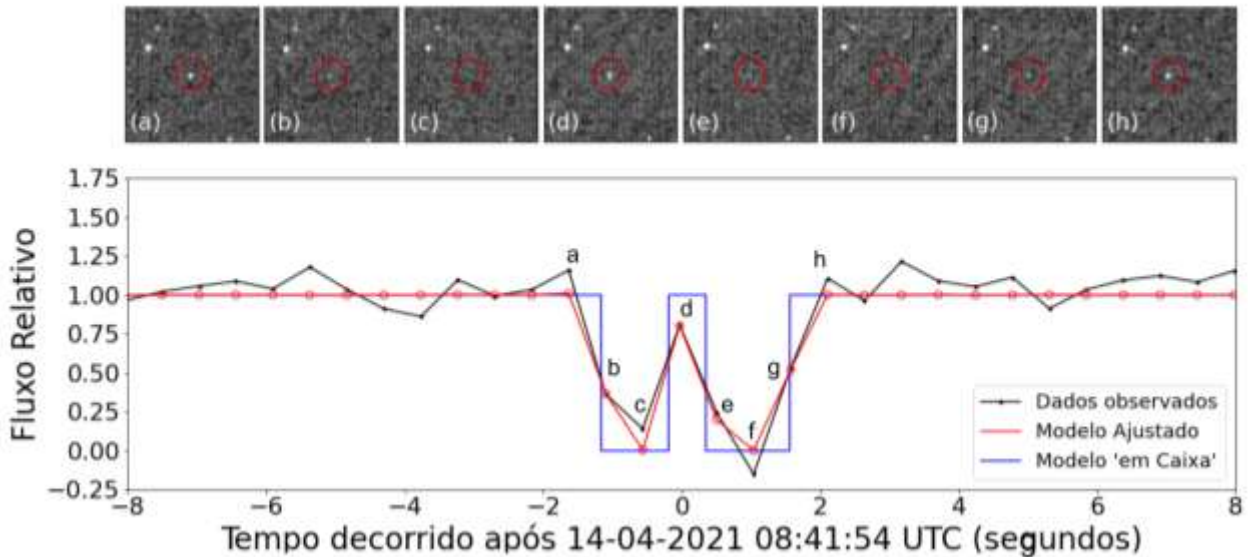 (a) (b) (c) (d) (e) (f) (g) (h)
1.75
1.50
1.25
1.00
0.75
0.50
0.25
0.00
−0.25
Fluxo Relativo
a
h
d
b
g
c
e
f
Dados observados
Modelo Ajustado
Modelo 'em Caixa'
−8 −6 −4 −2 0 2 4 6 8
Tempo decorrido após 14-04-2021 08:41:54 UTC (segundos)